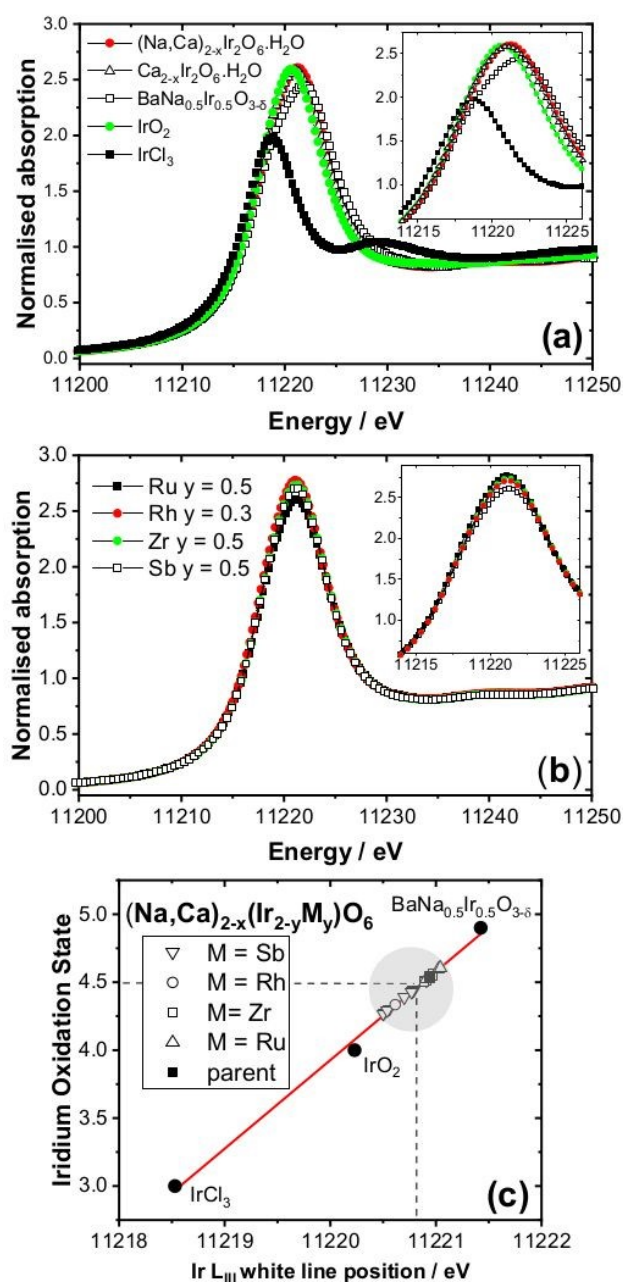 3.0
2.5
2.0
1.5
1.0
0.5
0.0
Normalised absorption
(Na,Ca)₂₋ₓIr₂O₆.H₂O
Ca₂₋ₓIr₂O₆.H₂O
BaNa₀.₅Ir₀.₅O₃₋δ
IrO₂
IrCl₃
2.5
2.0
1.5
1.0
11215 11218 11221 11224 11226
(a)
11200 11210 11220 11230 11240 11250
Energy / eV
3.0
2.5
2.0
1.5
1.0
0.5
0.0
Normalised absorption
Ru y = 0.5
Rh y = 0.3
Zr y = 0.5
Sb y = 0.5
2.5
2.0
1.5
1.0
11215 11220 11221 11225
(b)
11200 11210 11220 11230 11240 11250
Energy / eV
5.0
4.5
4.0
3.5
3.0
Iridium Oxidation State
(Na,Ca)₂₋ₓ(Ir₂₋yMy)O₆
BaNa₀.₅Ir₀.₅O₃₋δ
M = Sb
M = Rh
M= Zr
M = Ru
parent
IrO₂
IrCl₃
(c)
11218 11219 11220 11221 11222
Ir L_III white line position / eV